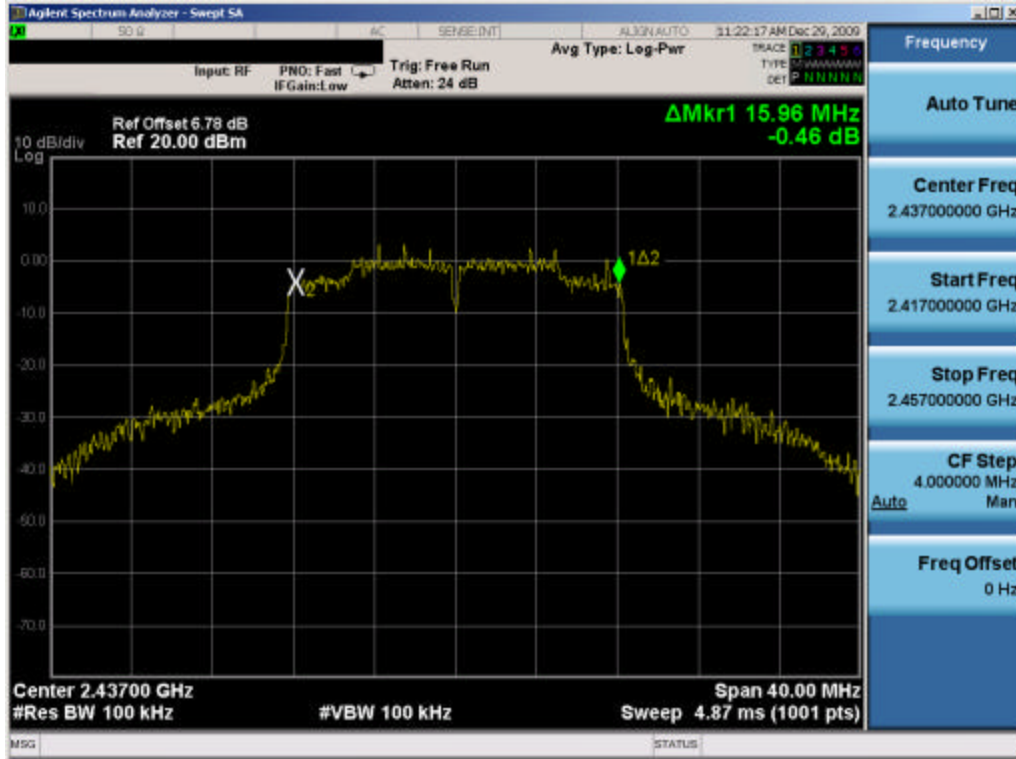 Agilent Spectrum Analyzer - Swept SA
LXI 50 Ω AC SENSE:INT ALIGNAUTO 11:22:17 AM Dec 29, 2009
Input: RF PNO: Fast IFGain:Low
Trig: Free Run
Atten: 24 dB
Avg Type: Log-Pwr
TRACE 1 2 3 4 5 6
TYPE
DET P N N N N N
ΔMkr1 15.96 MHz
-0.46 dB
Ref Offset 6.78 dB
10 dB/div Ref 20.00 dBm
Log
10.0
0.00
-10.0
-20.0
-30.0
-40.0
-50.0
-60.0
-70.0
2
1Δ2
Center 2.43700 GHz Span 40.00 MHz
#Res BW 100 kHz #VBW 100 kHz Sweep 4.87 ms (1001 pts)
MSG STATUS
Frequency
Auto Tune
Center Freq
2.437000000 GHz
Start Freq
2.417000000 GHz
Stop Freq
2.457000000 GHz
CF Step
4.000000 MHz
Auto Man
Freq Offset
0 Hz